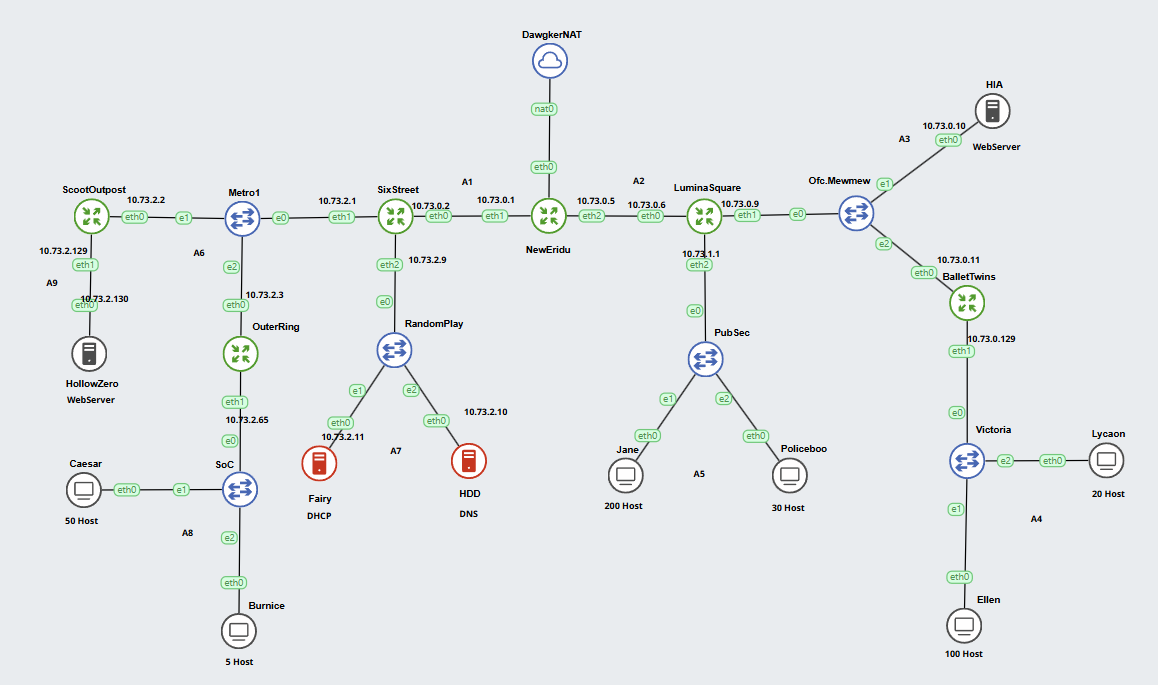 DawgkerNAT
nat0
eth0
HIA
10.73.0.10
eth0
A3
WebServer
ScootOutpost
10.73.2.2
eth0
e1
Metro1
e0
10.73.2.1
eth1
SixStreet
10.73.0.2
eth0
A1
10.73.0.1
eth1
NewEridu
10.73.0.5
eth2
A2
10.73.0.6
eth0
LuminaSquare
10.73.0.9
eth1
e0
Ofc.Mewmew
e1
e2
eth0
10.73.0.11
BalletTwins
10.73.2.129
eth1
A9
10.73.2.130
eth0
HollowZero
WebServer
A6
e2
10.73.2.3
eth0
OuterRing
eth1
10.73.2.65
e0
SoC
eth2
10.73.2.9
e0
RandomPlay
e1
e2
eth0
10.73.2.11
eth0
10.73.2.10
A7
Fairy
DHCP
HDD
DNS
10.73.1.1
eth2
e0
PubSec
e1
e2
eth0
eth0
Jane
200 Host
A5
Policeboo
30 Host
10.73.0.129
eth1
e0
Victoria
e2
eth0
Lycaon
20 Host
e1
A4
eth0
Ellen
100 Host
Caesar
eth0
e1
50 Host
A8
e2
eth0
Burnice
5 Host